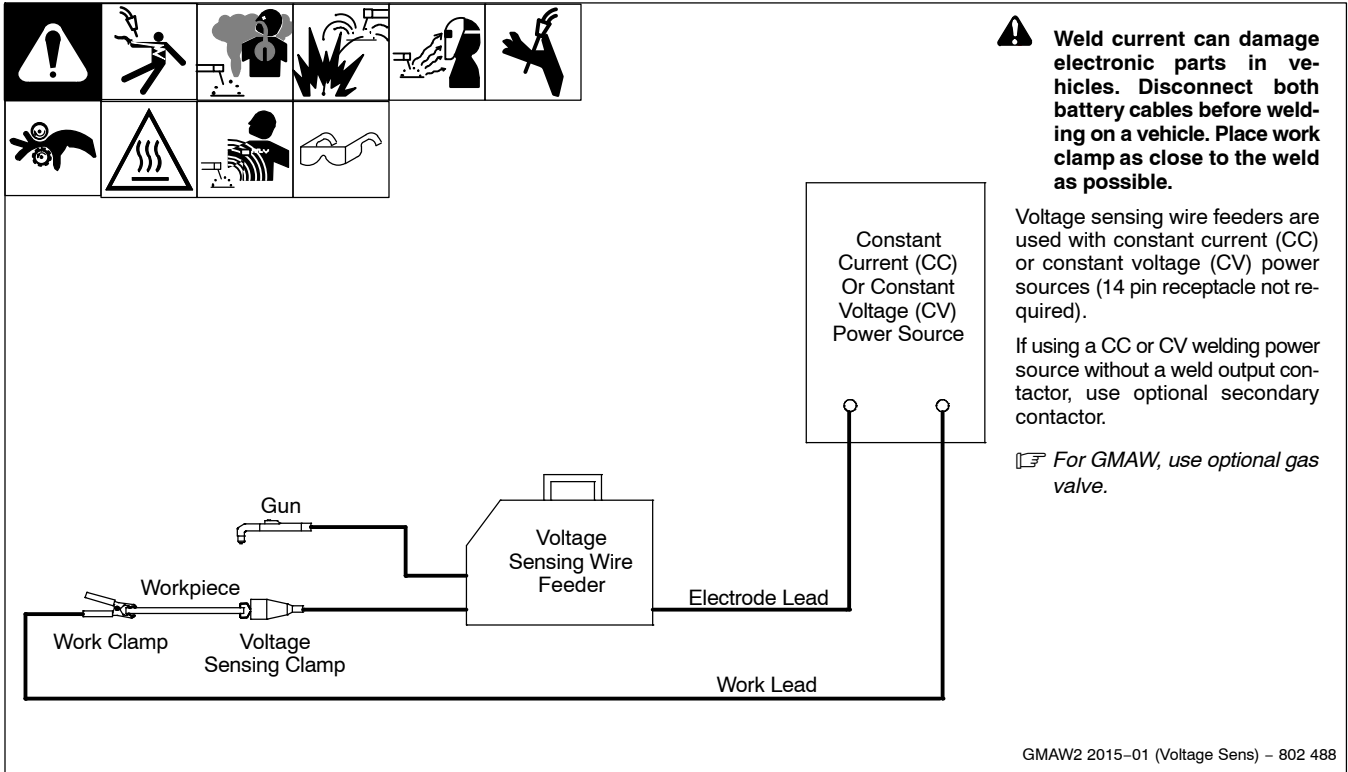 Weld current can damage
electronic parts in ve-
hicles. Disconnect both
battery cables before weld-
ing on a vehicle. Place work
clamp as close to the weld
as possible.
Voltage sensing wire feeders are
used with constant current (CC)
or constant voltage (CV) power
sources (14 pin receptacle not re-
quired).
If using a CC or CV welding power
source without a weld output con-
tactor, use optional secondary
contactor.
For GMAW, use optional gas
valve.
Constant
Current (CC)
Or Constant
Voltage (CV)
Power Source
Gun
Voltage
Sensing Wire
Feeder
Workpiece
Electrode Lead
Work Clamp
Voltage
Sensing Clamp
Work Lead
GMAW2 2015−01 (Voltage Sens) − 802 488